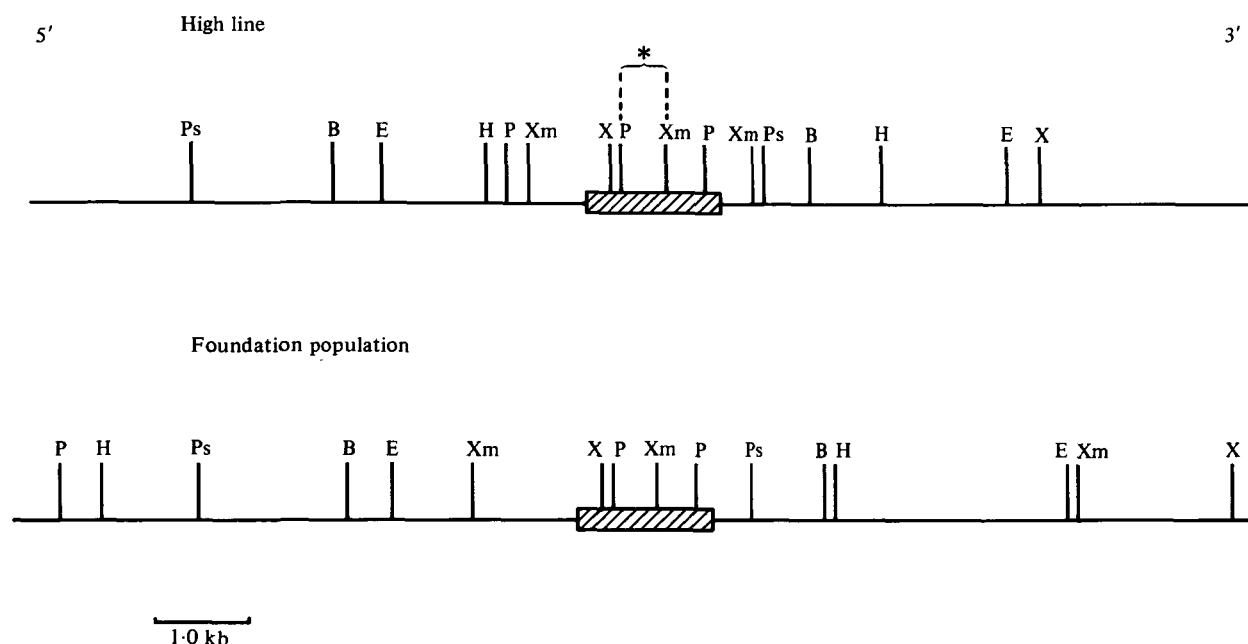 High line
5′ 3′
*
Ps B E H P Xm X P Xm P Xm Ps B H E X
Foundation population
P H Ps B E Xm X P Xm P Ps B H E Xm X
1·0 kb